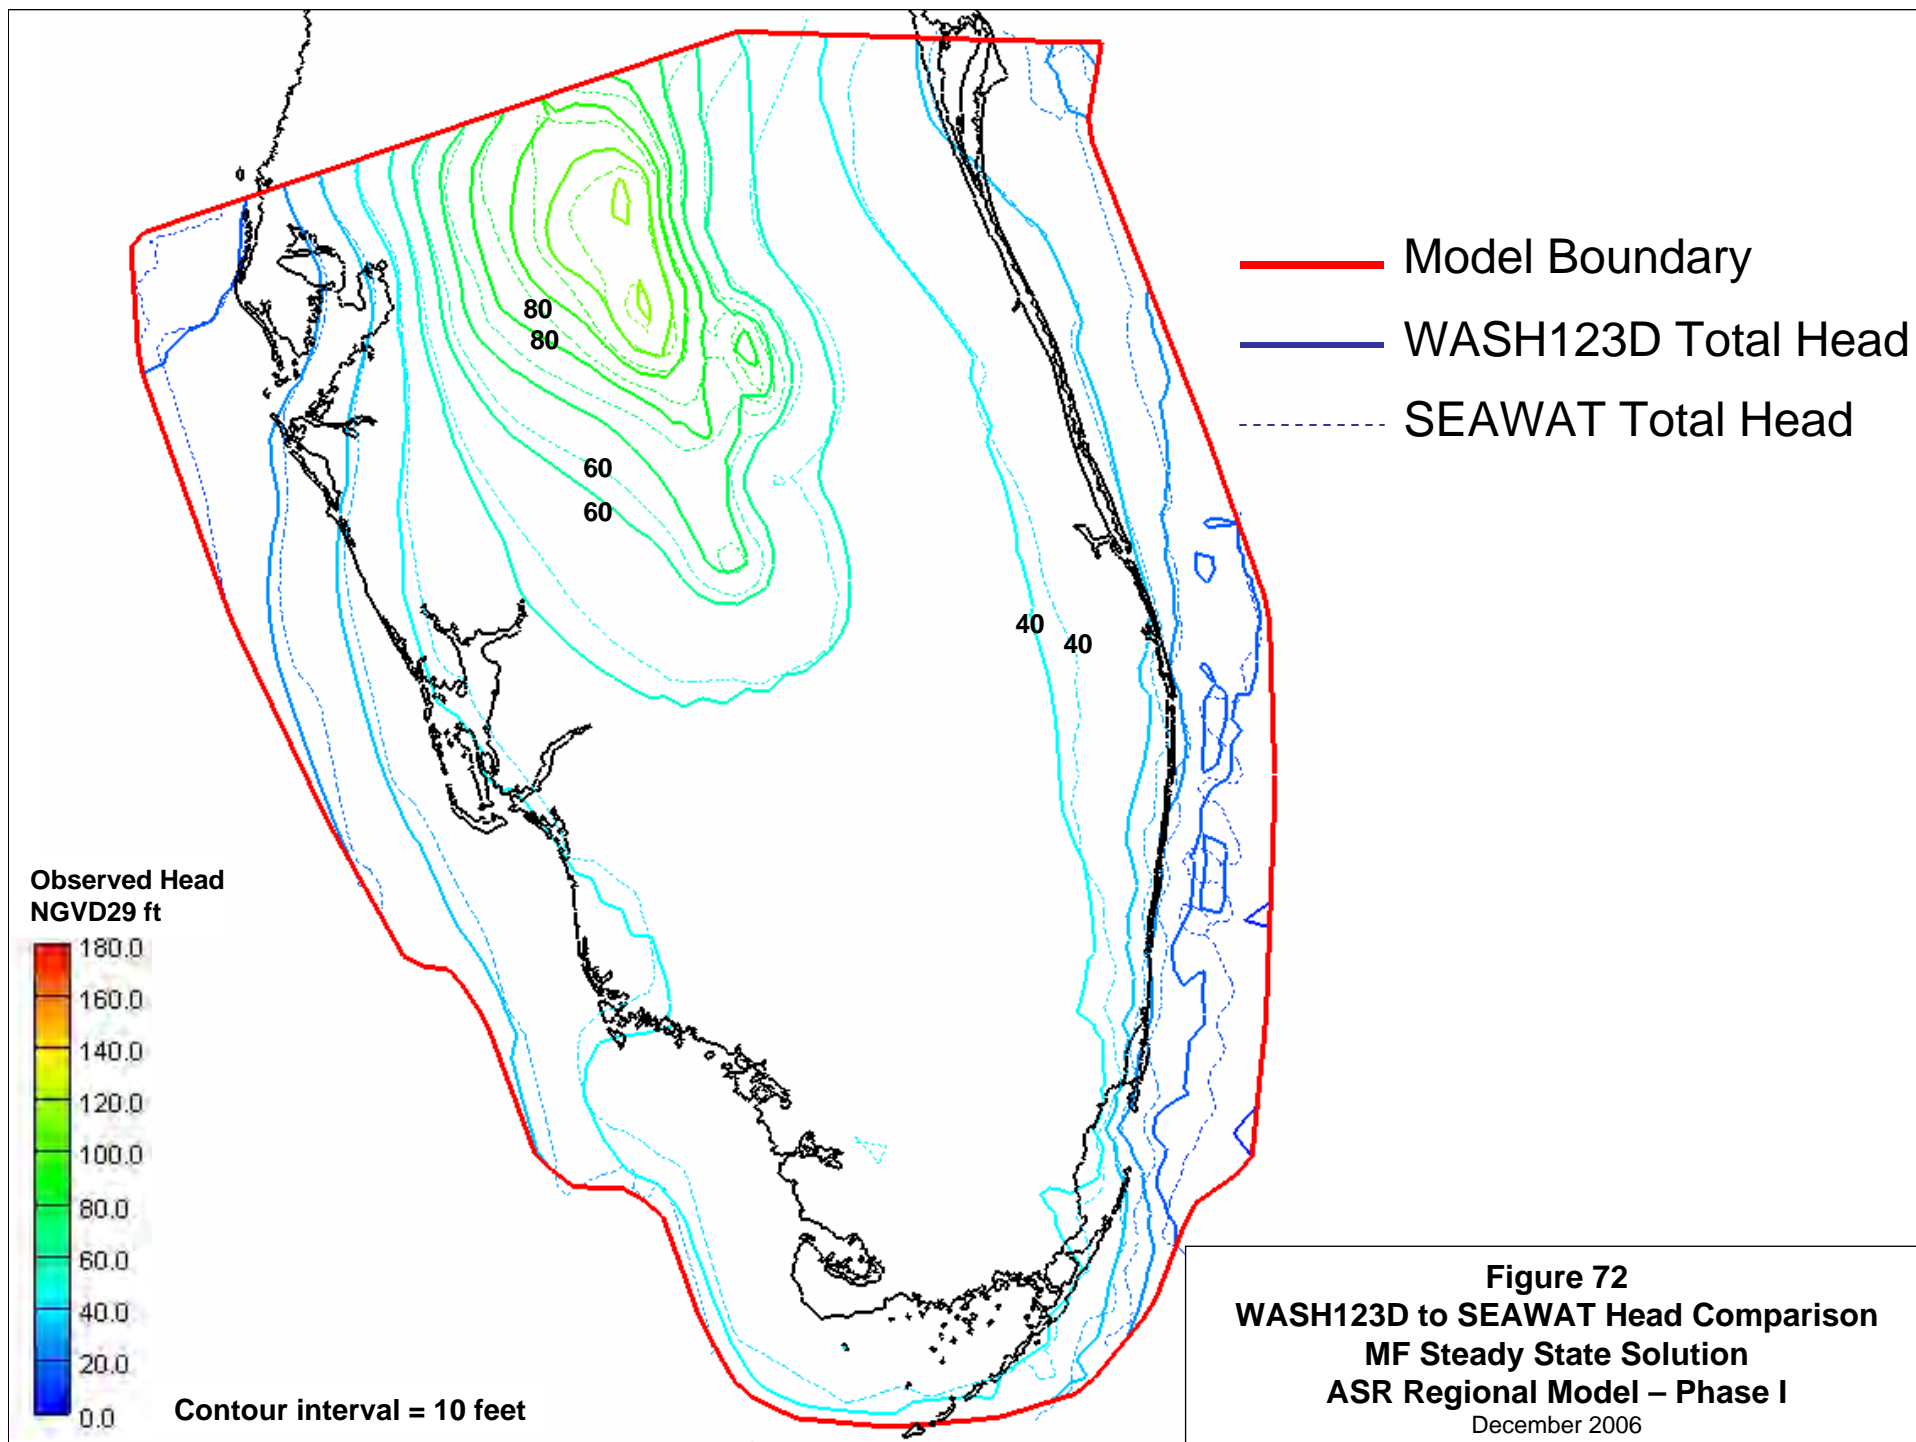 Model Boundary
WASH123D Total Head
SEAWAT Total Head
80
80
60
60
40
40
Observed Head
NGVD29 ft
180.0
160.0
140.0
120.0
100.0
80.0
60.0
40.0
20.0
0.0
Contour interval = 10 feet
Figure 72
WASH123D to SEAWAT Head Comparison
MF Steady State Solution
ASR Regional Model – Phase I
December 2006